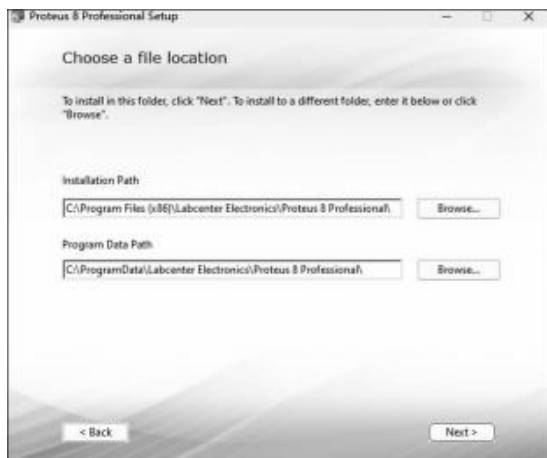 Proteus 8 Professional Setup
Choose a file location
To install in this folder, click "Next". To install to a different folder, enter it below or click
"Browse".
Installation Path
C:\Program Files (x86)\Labcenter Electronics\Proteus 8 Professional\
Browse...
Program Data Path
C:\ProgramData\Labcenter Electronics\Proteus 8 Professional\
Browse...
< Back
Next >